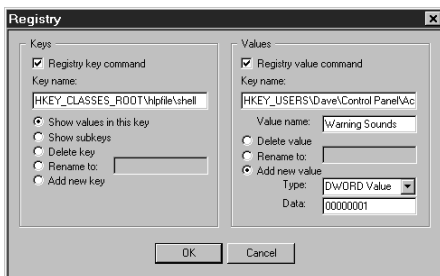 Registry
Keys
Registry key command
Key name:
HKEY_CLASSES_ROOT\hlpfile\shell
Show values in this key
Show subkeys
Delete key
Rename to:
Add new key
Values
Registry value command
Key name:
HKEY_USERS\Dave\Control Panel\Ac
Value name: Warning Sounds
Delete value
Rename to:
Add new value
Type: DWORD Value
Data: 00000001
OK
Cancel